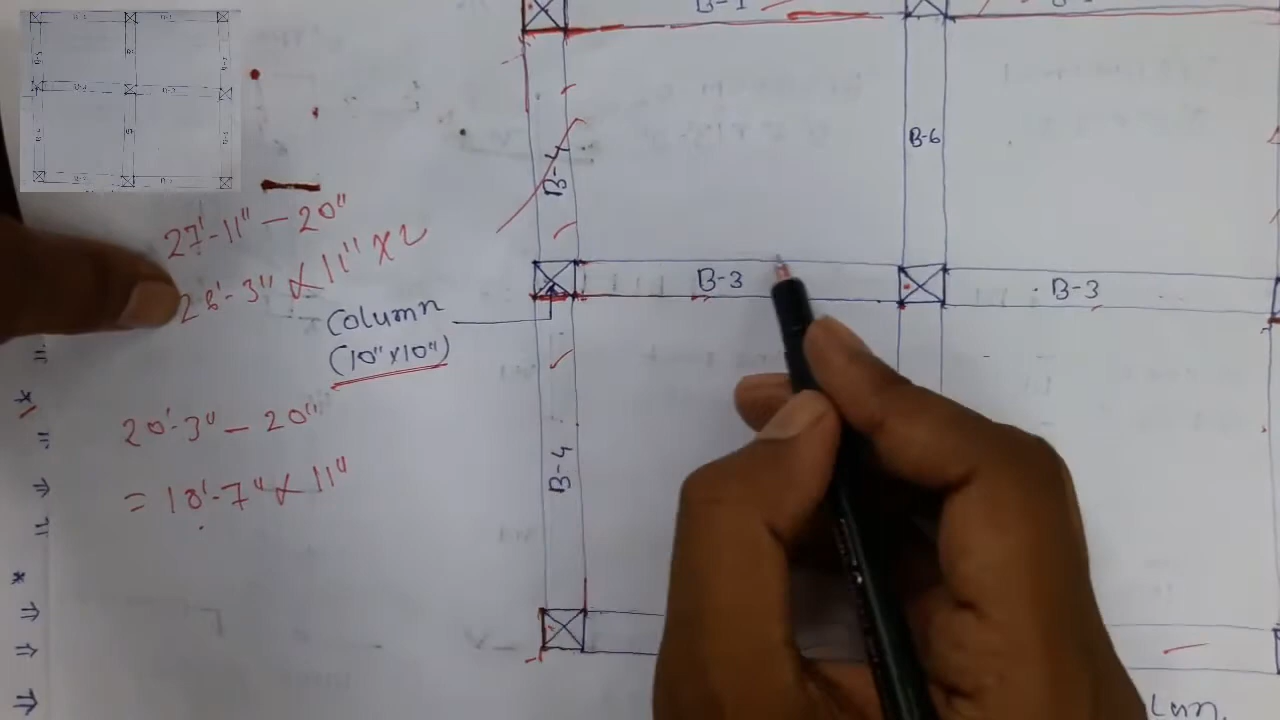 B-1
B-6
B-4
27'-11" - 20"
28'-3" x 11" x 2
Column
(10"x10")
B-3
B-3
20'-3" - 20"
= 18'-7" x 11"
B-4